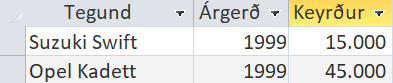 Tegund Árgerð Keyrður
Suzuki Swift 1999 15.000
Opel Kadett 1999 45.000